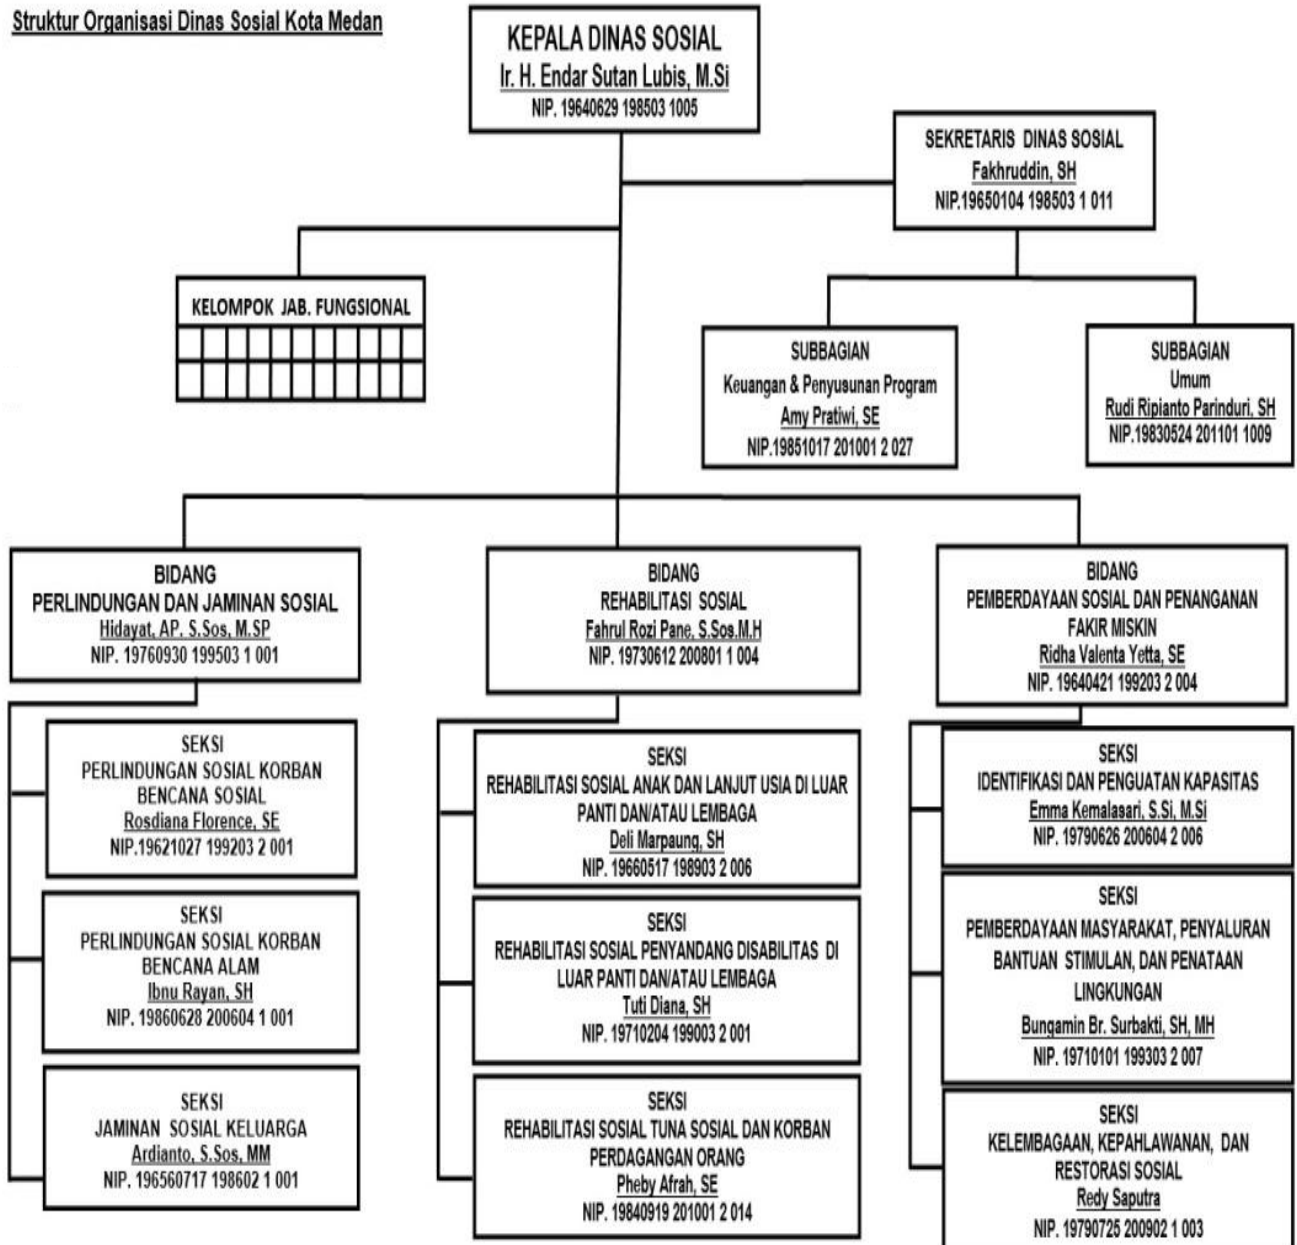 Struktur Organisasi Dinas Sosial Kota Medan
KEPALA DINAS SOSIAL
Ir. H. Endar Sutan Lubis, M.Si
NIP. 19640629 198503 1005
SEKRETARIS DINAS SOSIAL
Fakhruddin, SH
NIP.19650104 198503 1 011
KELOMPOK JAB. FUNGSIONAL
SUBBAGIAN
Keuangan & Penyusunan Program
Amy Pratiwi, SE
NIP.19851017 201001 2 027
SUBBAGIAN
Umum
Rudi Ripianto Parinduri, SH
NIP.19830524 201101 1009
BIDANG
PERLINDUNGAN DAN JAMINAN SOSIAL
Hidayat, AP. S.Sos, M.SP
NIP. 19760930 199503 1 001
SEKSI
PERLINDUNGAN SOSIAL KORBAN
BENCANA SOSIAL
Rosdiana Florence, SE
NIP.19621027 199203 2 001
SEKSI
PERLINDUNGAN SOSIAL KORBAN
BENCANA ALAM
Ibnu Rayan, SH
NIP. 19860628 200604 1 001
SEKSI
JAMINAN SOSIAL KELUARGA
Ardianto, S.Sos, MM
NIP. 196560717 198602 1 001
BIDANG
REHABILITAS SOSIAL
Fahrul Rozi Pane, S.Sos.M.H
NIP. 19730612 200801 1 004
SEKSI
REHABILITASI SOSIAL ANAK DAN LANJUT USIA DI LUAR
PANTI DAN/ATAU LEMBAGA
Deli Marpaung, SH
NIP. 19660517 198903 2 006
SEKSI
REHABILITASI SOSIAL PENYANDANG DISABILITAS DI
LUAR PANTI DAN/ATAU LEMBAGA
Tuti Diana, SH
NIP. 19710204 199003 2 001
SEKSI
REHABILITASI SOSIAL TUNA SOSIAL DAN KORBAN
PERDAGANGAN ORANG
Pheby Afrah, SE
NIP. 19840919 201001 2 014
BIDANG
PEMBERDAYAAN SOSIAL DAN PENANGANAN
FAKIR MISKIN
Ridha Valenta Yetta, SE
NIP. 19640421 199203 2 004
SEKSI
IDENTIFIKASI DAN PENGUATAN KAPASITAS
Emma Kemalasari, S.Si, M.Si
NIP. 19790626 200604 2 006
SEKSI
PEMBERDAYAAN MASYARAKAT, PENYALURAN
BANTUAN STIMULAN, DAN PENATAAN
LINGKUNGAN
Bungamin Br. Surbakti, SH, MH
NIP. 19710101 199303 2 007
SEKSI
KELEMBAGAAN, KEPAHLAWANAN, DAN
RESTORASI SOSIAL
Redy Saputra
NIP. 19790725 200902 1 003